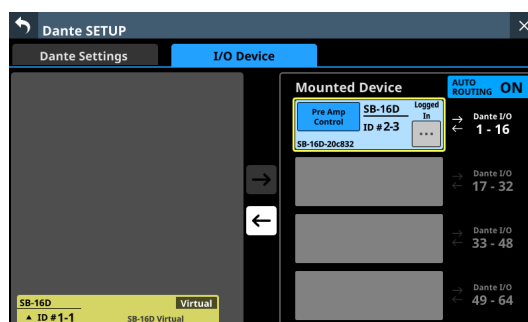 Dante SETUP
Dante Settings
I/O Device
Mounted Device
AUTO ROUTING ON
Pre Amp Control
SB-16D
ID #2-3
Logged In
...
SB-16D-20c832
Dante I/O
1 - 16
Dante I/O
17 - 32
Dante I/O
33 - 48
Dante I/O
49 - 64
SB-16D
Virtual
ID #1-1
SB-16D Virtual